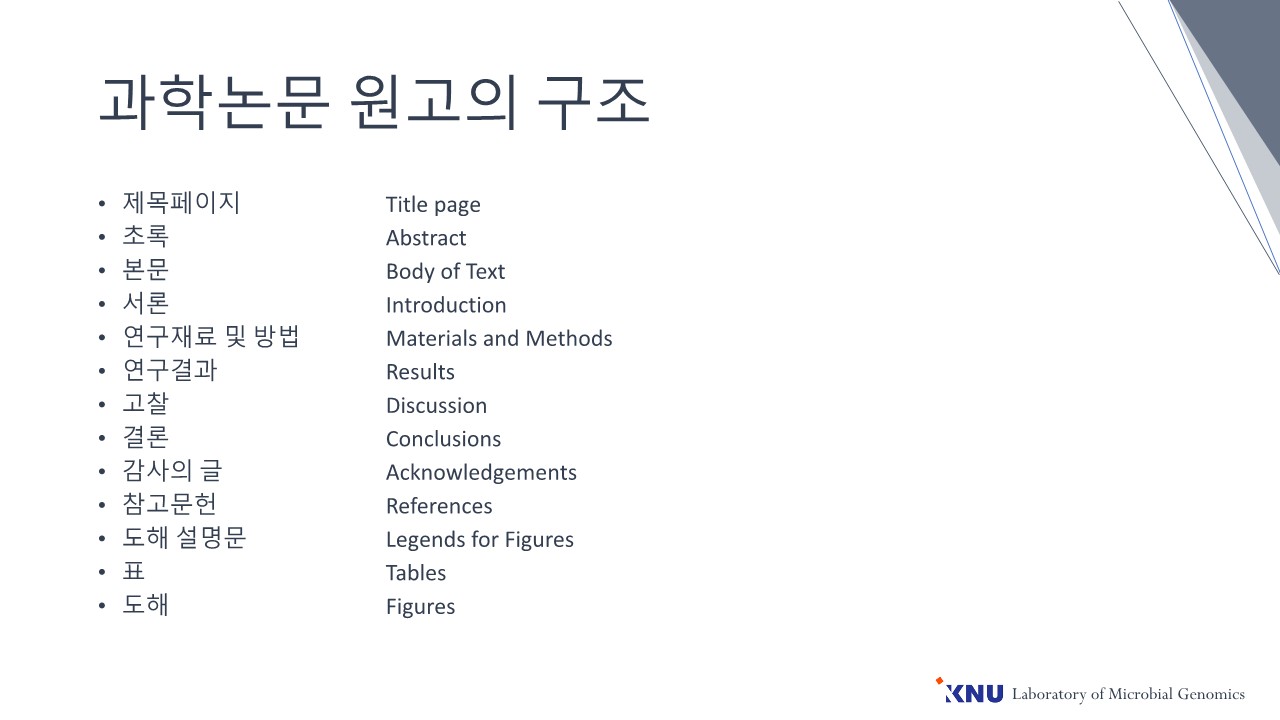 과학논문 원고의 구조
• 제목페이지 Title page
• 초록 Abstract
• 본문 Body of Text
• 서론 Introduction
• 연구재료 및 방법 Materials and Methods
• 연구결과 Results
• 고찰 Discussion
• 결론 Conclusions
• 감사의 글 Acknowledgements
• 참고문헌 References
• 도해 설명문 Legends for Figures
• 표 Tables
• 도해 Figures
KNU Laboratory of Microbial Genomics